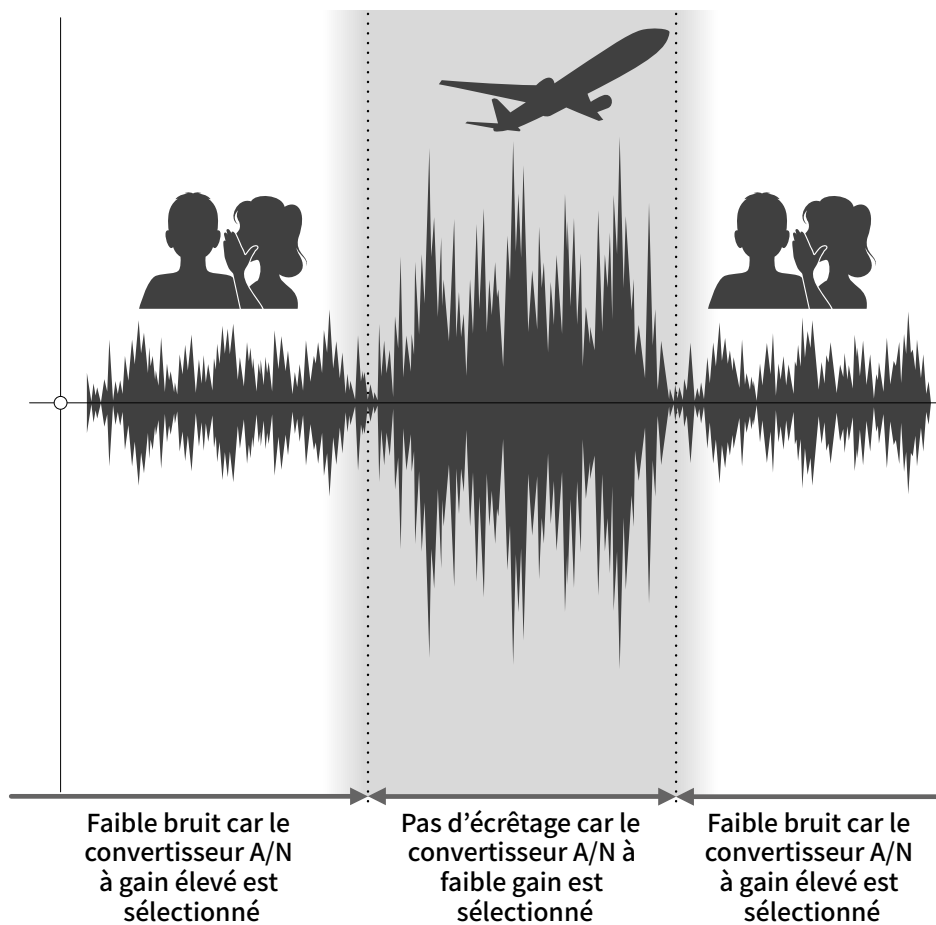 Faible bruit car le
convertisseur A/N
à gain élevé est
sélectionné
Pas d’écrêtage car le
convertisseur A/N à
faible gain est
sélectionné
Faible bruit car le
convertisseur A/N
à gain élevé est
sélectionné